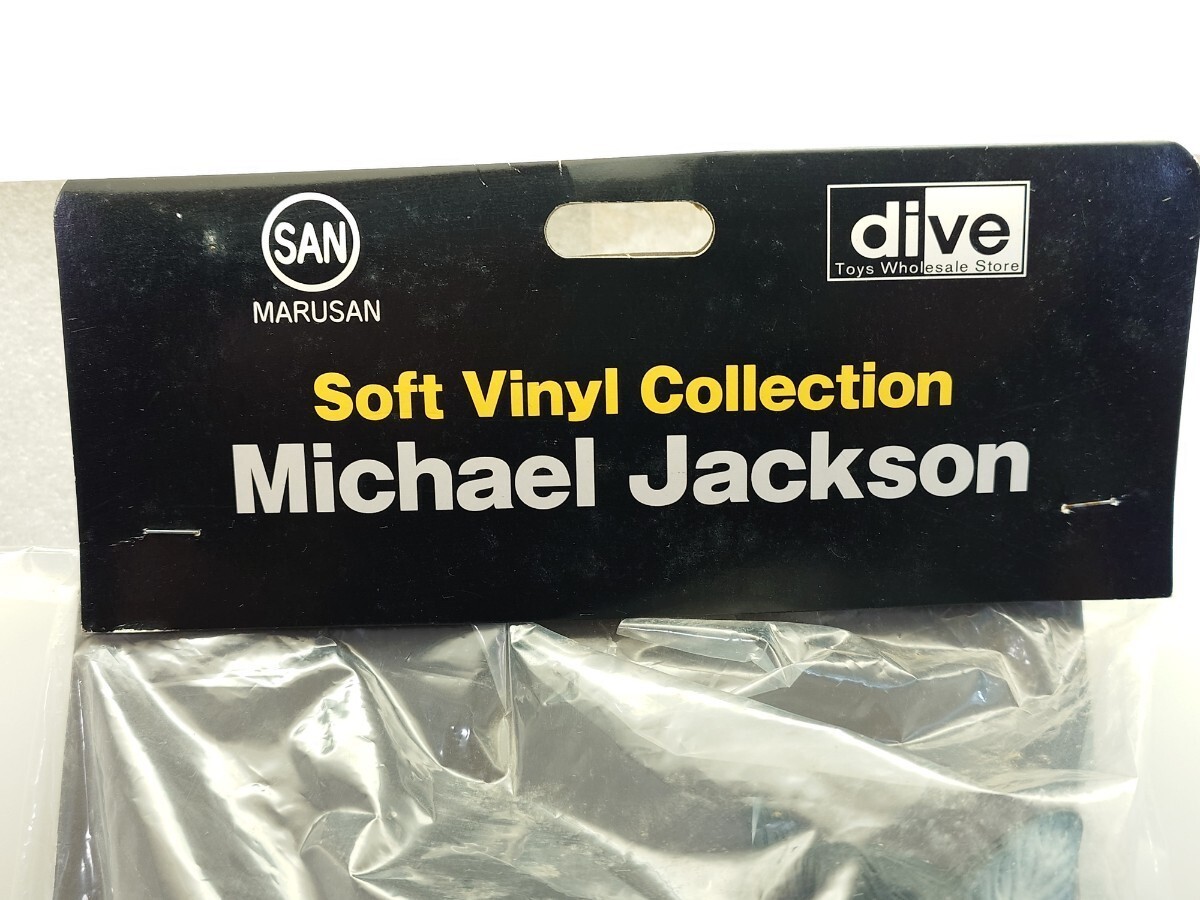 SAN
MARUSAN
dive
Toys Wholesale Store
Soft Vinyl Collection
Michael Jackson